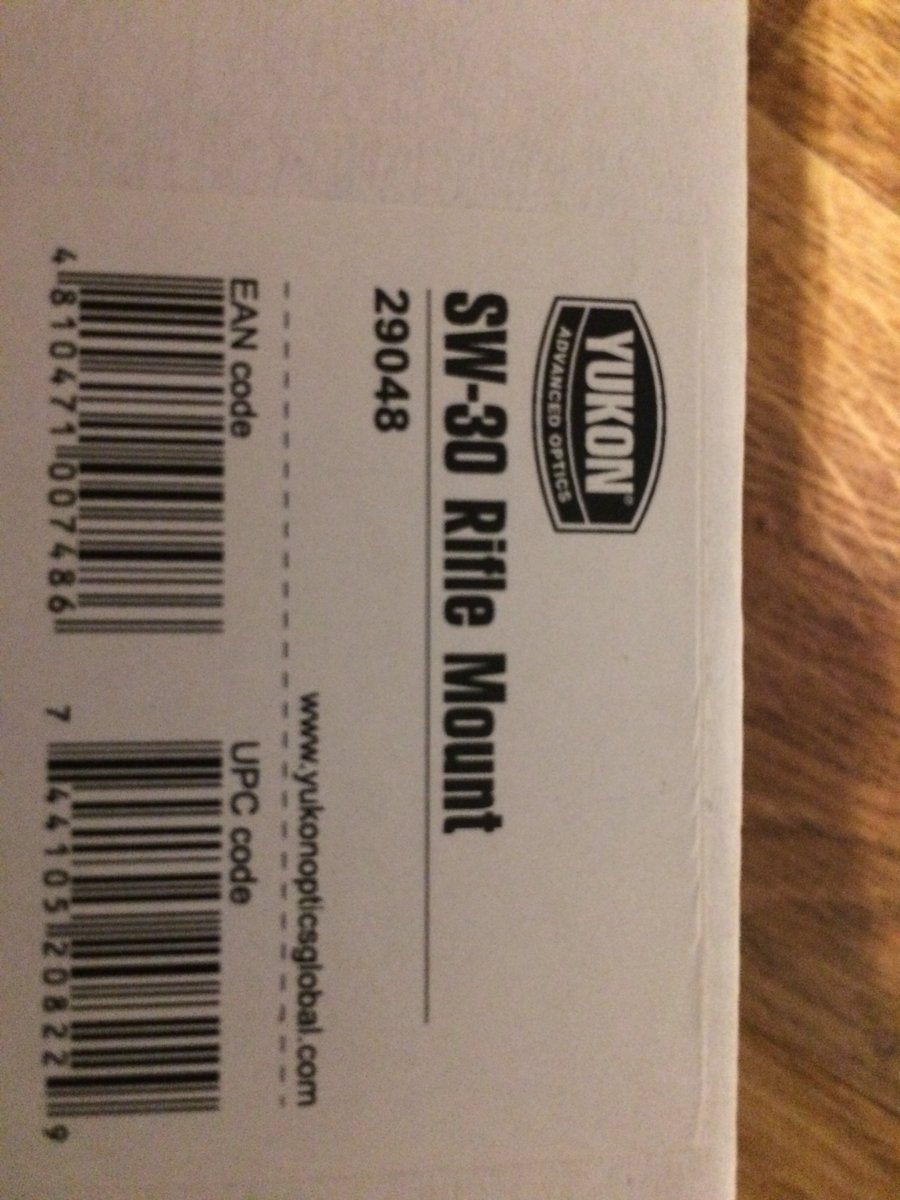 YUKON®
ADVANCED OPTICS
SW-30 Rifle Mount
29048
www.yukonopticsglobal.com
EAN code
4 810471 007486
UPC code
7 44105 20822 9